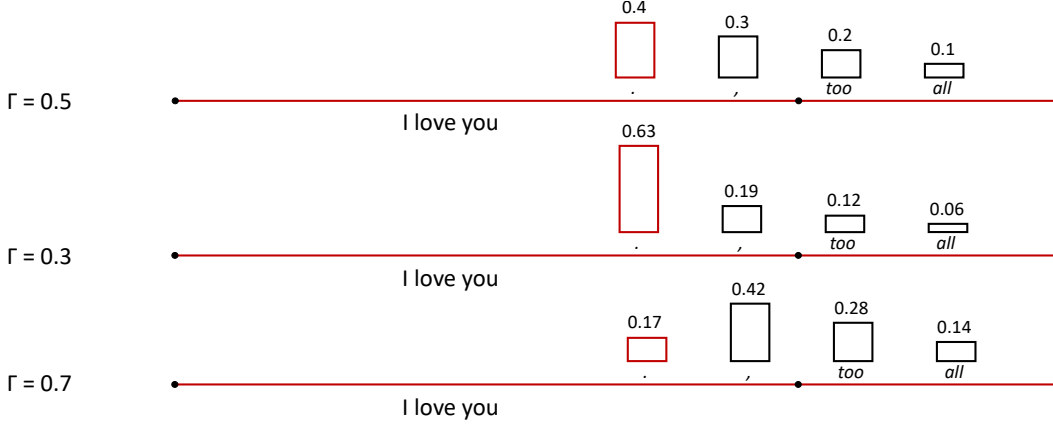 0.4 0.3 0.2 0.1
. , too all
Γ = 0.5
I love you
0.63 0.19 0.12 0.06
. , too all
Γ = 0.3
I love you
0.17 0.42 0.28 0.14
. , too all
Γ = 0.7
I love you